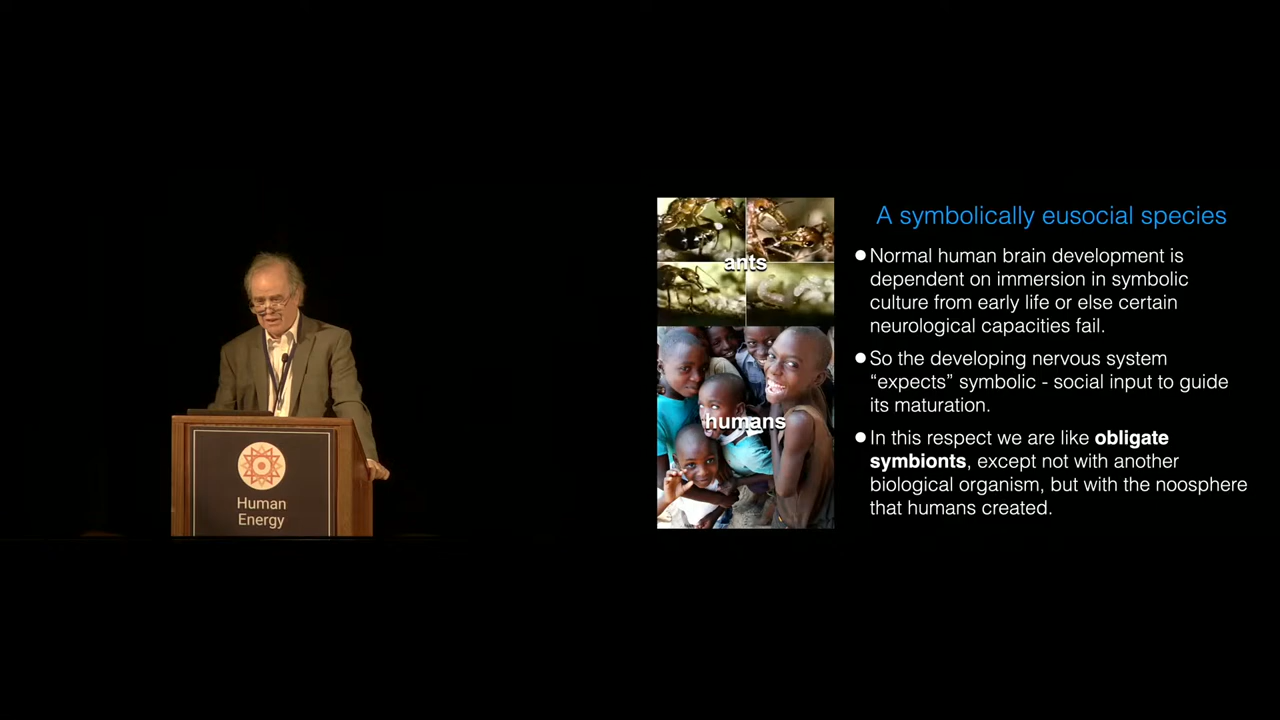 A symbolically eusocial species
ants
humans
●Normal human brain development is
dependent on immersion in symbolic
culture from early life or else certain
neurological capacities fail.
●So the developing nervous system
“expects” symbolic - social input to guide
its maturation.
●In this respect we are like obligate
symbionts, except not with another
biological organism, but with the noosphere
that humans created.
Human
Energy